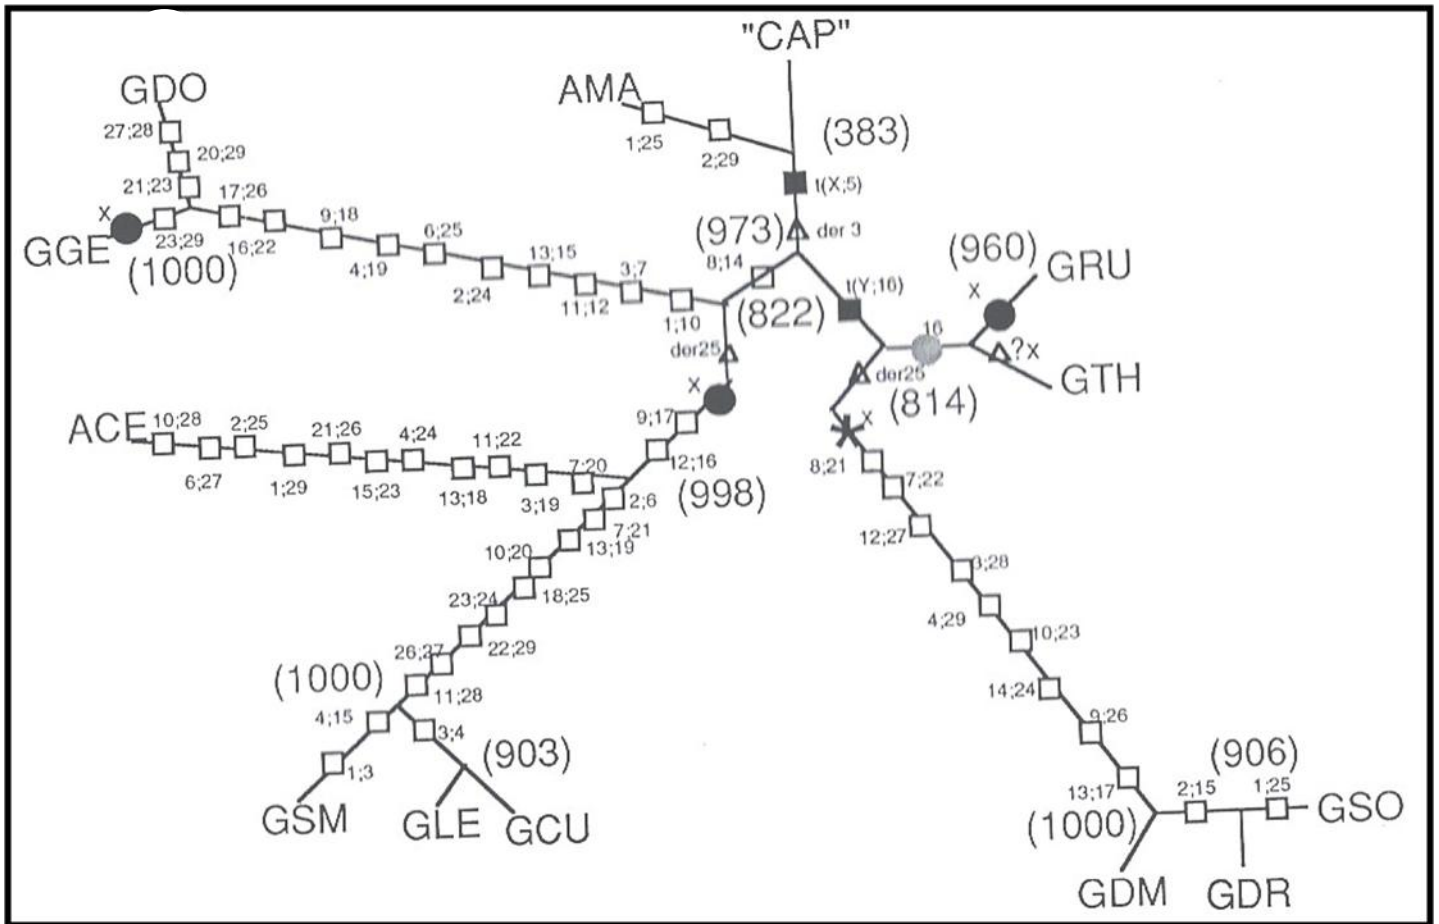 "CAP"
AMA
1;25
2;29
(383)
t(X;5)
(973)
der 3
8;14
(822)
t(Y;16)
GDO
27;28
20;29
21;23
17;26
x
GGE
23;29
(1000)
16;22
9;18
4;19
6;25
2;24
13;15
11;12
3;7
1;10
der25
x
(960)
GRU
x
16
?x
GTH
der25
(814)
x
ACE
10;28
6;27
2;25
1;29
21;26
15;23
4;24
13;18
11;22
3;19
7;20
9;17
12;16
(998)
2;6
7;21
13;19
10;20
18;25
23;24
22;29
26;27
11;28
(1000)
4;15
1;3
3;4
(903)
GSM
GLE
GCU
8;21
7;22
12;27
3;28
4;29
10;23
14;24
9;26
13;17
(1000)
2;15
(906)
1;25
GSO
GDM
GDR